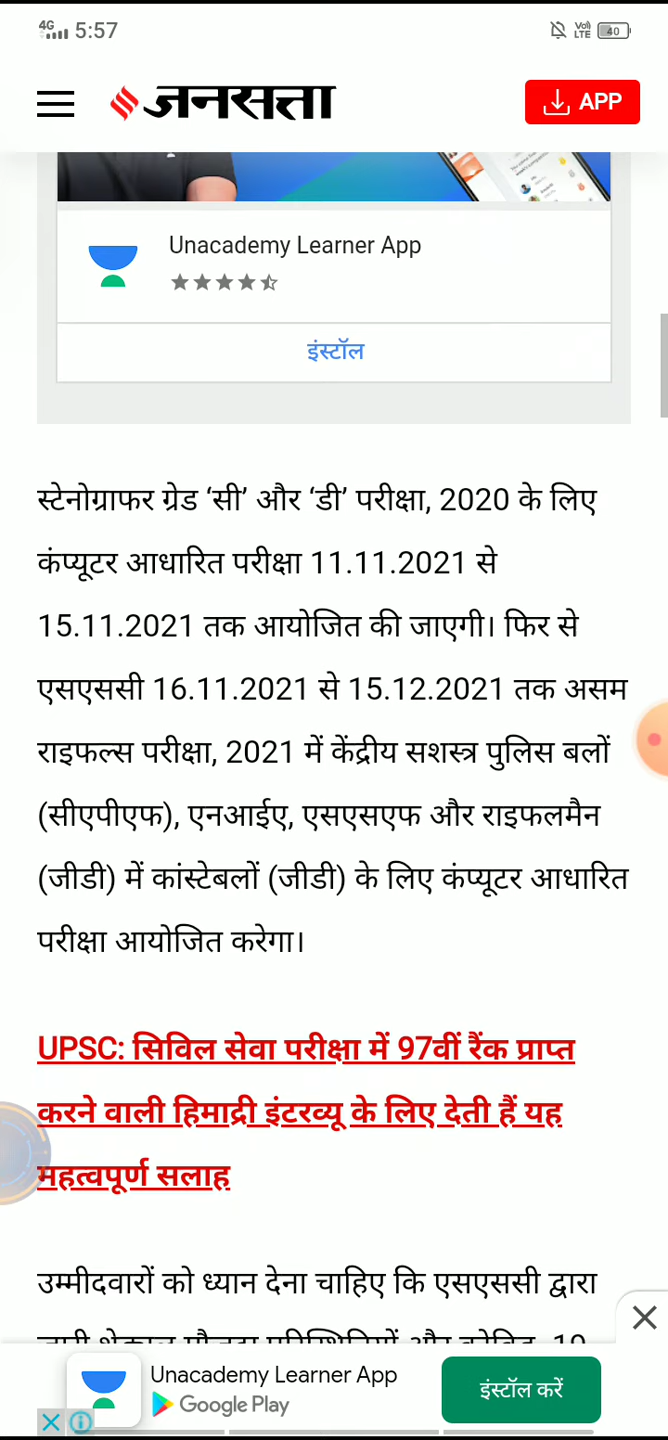 4G 5:57 Vo) LTE 40
जनसत्ता APP
Unacademy Learner App
इंस्टॉल
स्टेनोग्राफर ग्रेड ‘सी’ और ‘डी’ परीक्षा, 2020 के लिए
कंप्यूटर आधारित परीक्षा 11.11.2021 से
15.11.2021 तक आयोजित की जाएगी। फिर से
एसएससी 16.11.2021 से 15.12.2021 तक असम
राइफल्स परीक्षा, 2021 में केंद्रीय सशस्त्र पुलिस बलों
(सीएपीएफ), एनआईए, एसएसएफ और राइफलमैन
(जीडी) में कांस्टेबलों (जीडी) के लिए कंप्यूटर आधारित
परीक्षा आयोजित करेगा।
UPSC: सिविल सेवा परीक्षा में 97वीं रैंक प्राप्त
करने वाली हिमाद्री इंटरव्यू के लिए देती हैं यह
महत्वपूर्ण सलाह
उम्मीदवारों को ध्यान देना चाहिए कि एसएससी द्वारा
Unacademy Learner App
Google Play
इंस्टॉल करें